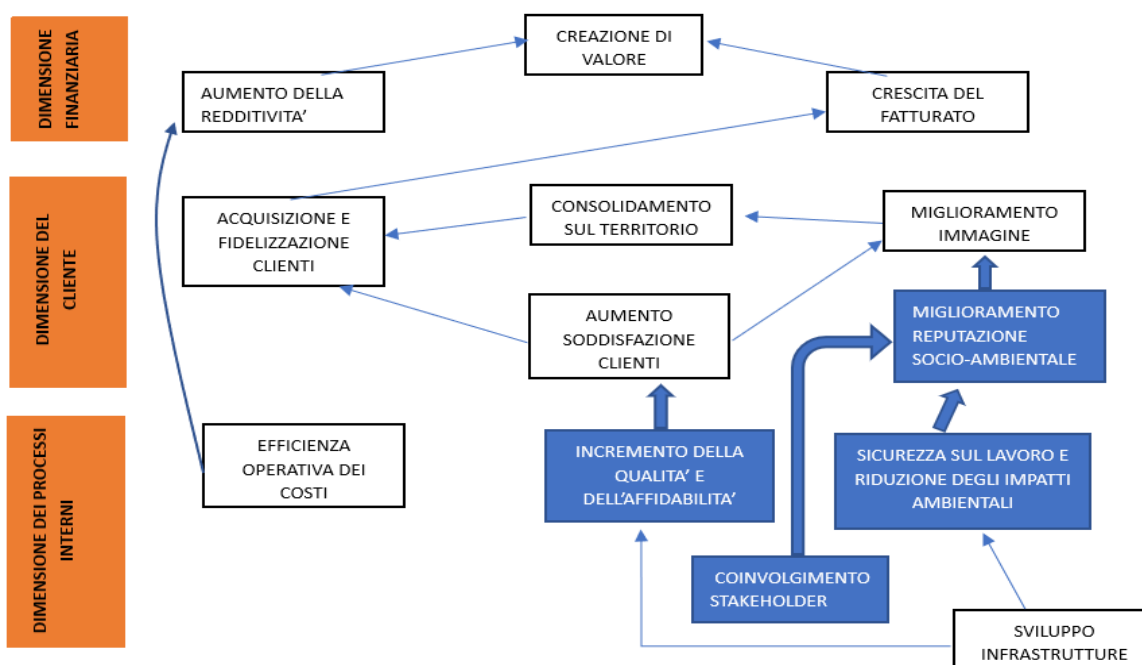 DIMENSIONE
FINANZIARIA
CREAZIONE DI
VALORE
AUMENTO DELLA
REDDITIVITA’
CRESCITA DEL
FATTURATO
DIMENSIONE DEL
CLIENTE
ACQUISIZIONE E
FIDELIZZAZIONE
CLIENTI
CONSOLIDAMENTO
SUL TERRITORIO
MIGLIORAMENTO
IMMAGINE
AUMENTO
SODDISFAZIONE
CLIENTI
MIGLIORAMENTO
REPUTAZIONE
SOCIO-AMBIENTALE
DIMENSIONE DEI PROCESSI
INTERNI
EFFICIENZA
OPERATIVA DEI
COSTI
INCREMENTO DELLA
QUALITA’ E
DELL’AFFIDABILITA’
SICUREZZA SUL LAVORO E
RIDUZIONE DEGLI IMPATTI
AMBIENTALI
COINVOLGIMENTO
STAKEHOLDER
SVILUPPO
INFRASTRUTTURE